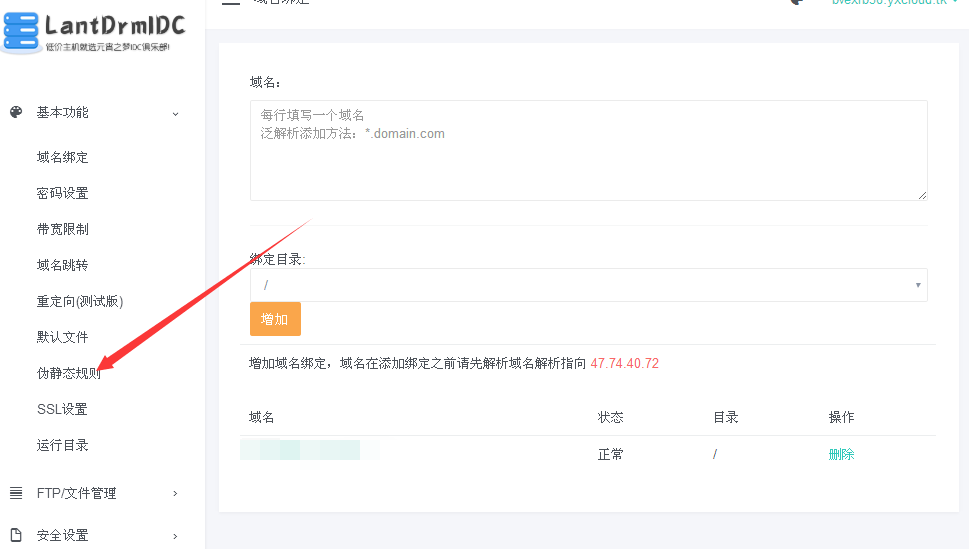 LantDrmIDC
低价主机就选元宵之梦IDC俱乐部!
基本功能
域名绑定
密码设置
带宽限制
域名跳转
重定向(测试版)
默认文件
伪静态规则
SSL设置
运行目录
FTP/文件管理
安全设置
域名绑定
域名:
每行填写一个域名
泛解析添加方法: *.domain.com
绑定目录:
/
增加
增加域名绑定，域名在添加绑定之前请先解析域名解析指向 47.74.40.72
域名 状态 目录 操作
正常 / 删除